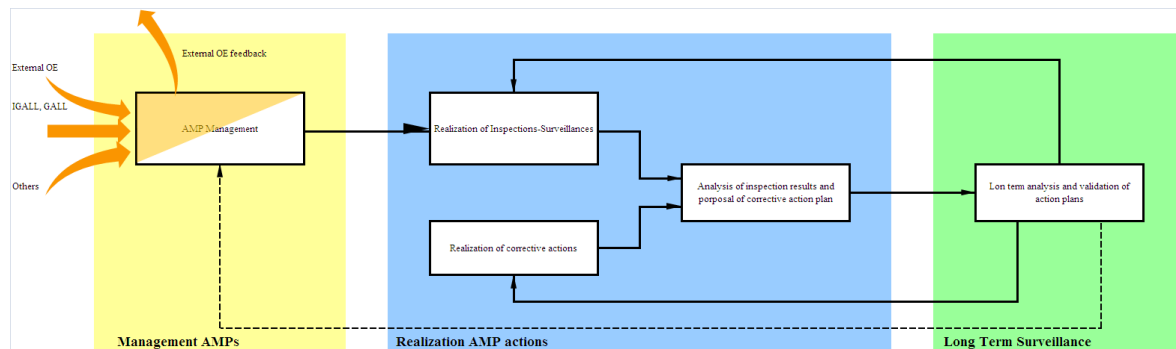 External OE feedback
External OE
IGALL, GALL
AMP Management
Others
Realization of Inspections-Surveillances
Analysis of inspection results and
porposal of corrective action plan
Realization of corrective actions
Lon term analysis and validation of
action plans
Management AMPs
Realization AMP actions
Long Term Surveillance